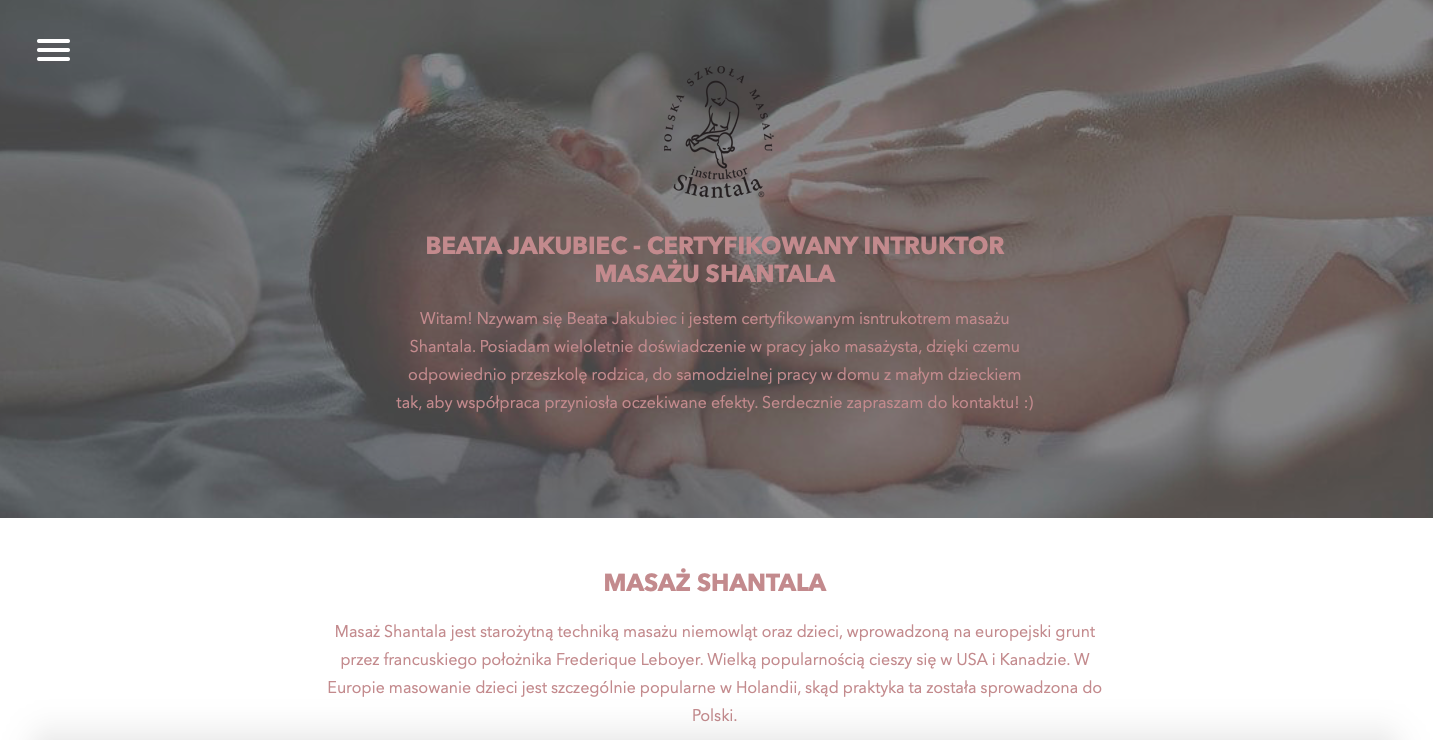 POLSKA SZKOŁA MASAŻU
instruktor
Shantala®
BEATA JAKUBIEC - CERTYFIKOWANY INTRUKTOR
MASAŻU SHANTALA
Witam! Nzywam się Beata Jakubiec i jestem certyfikowanym isntrukotrem masażu
Shantala. Posiadam wieloletnie doświadczenie w pracy jako masażysta, dzięki czemu
odpowiednio przeszkolę rodzica, do samodzielnej pracy w domu z małym dzieckiem
tak, aby współpraca przyniosła oczekiwane efekty. Serdecznie zapraszam do kontaktu! :)
MASAŻ SHANTALA
Masaż Shantala jest starożytną techniką masażu niemowląt oraz dzieci, wprowadzoną na europejski grunt
przez francuskiego położnika Frederique Leboyer. Wielką popularnością cieszy się w USA i Kanadzie. W
Europie masowanie dzieci jest szczególnie popularne w Holandii, skąd praktyka ta została sprowadzona do
Polski.